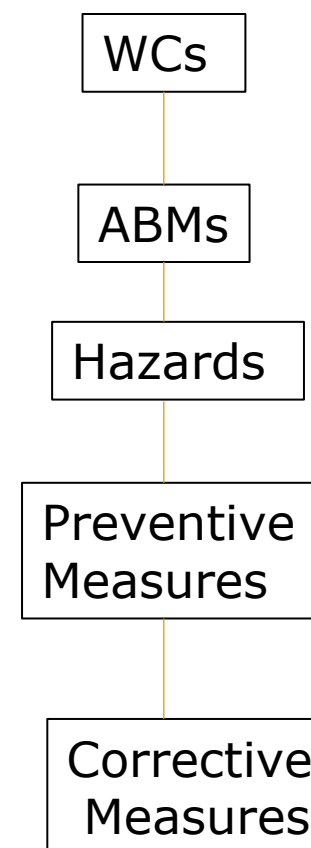 WCs
ABMs
Hazards
Preventive
Measures
Corrective
Measures